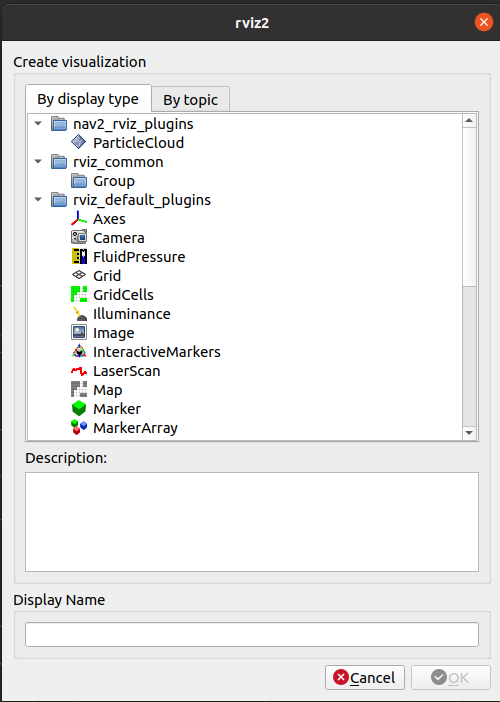 rviz2
Create visualization
By display type By topic
nav2_rviz_plugins
ParticleCloud
rviz_common
Group
rviz_default_plugins
Axes
Camera
FluidPressure
Grid
GridCells
Illuminance
Image
InteractiveMarkers
LaserScan
Map
Marker
MarkerArray
Description:
Display Name
Cancel OK